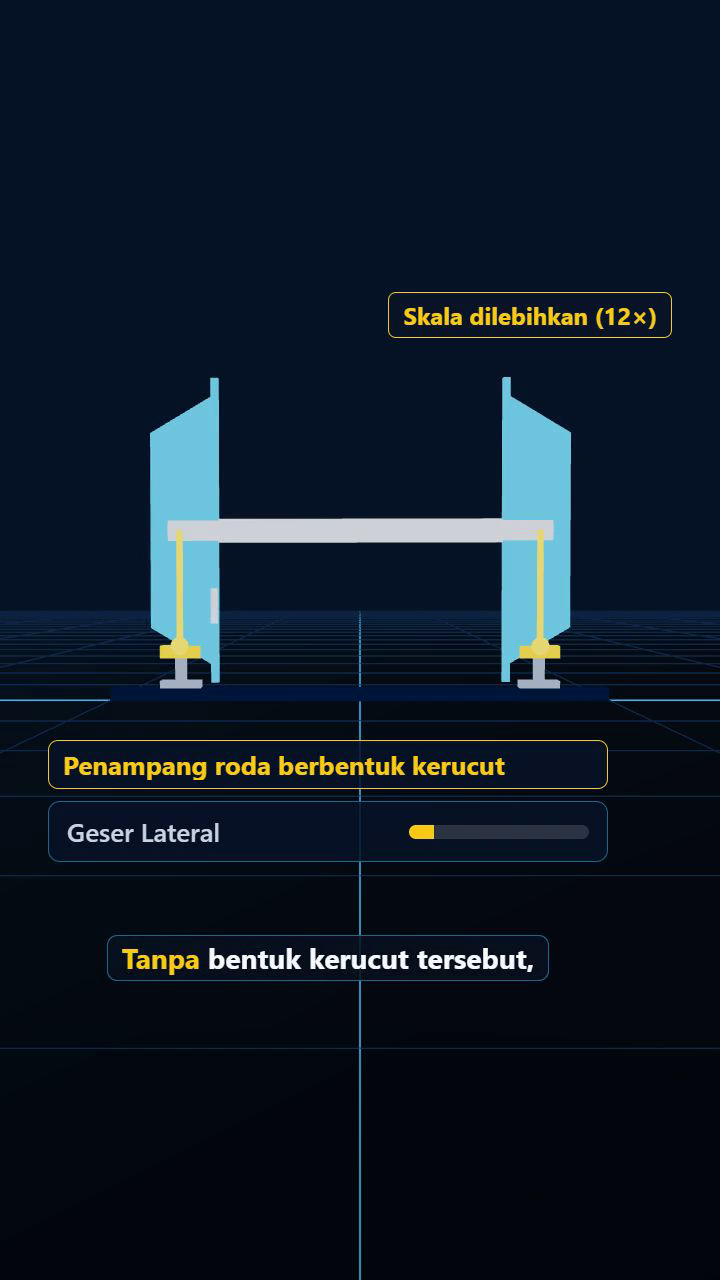 Skala dilebihkan (12×)
Penampang roda berbentuk kerucut
Geser Lateral
Tanpa bentuk kerucut tersebut,